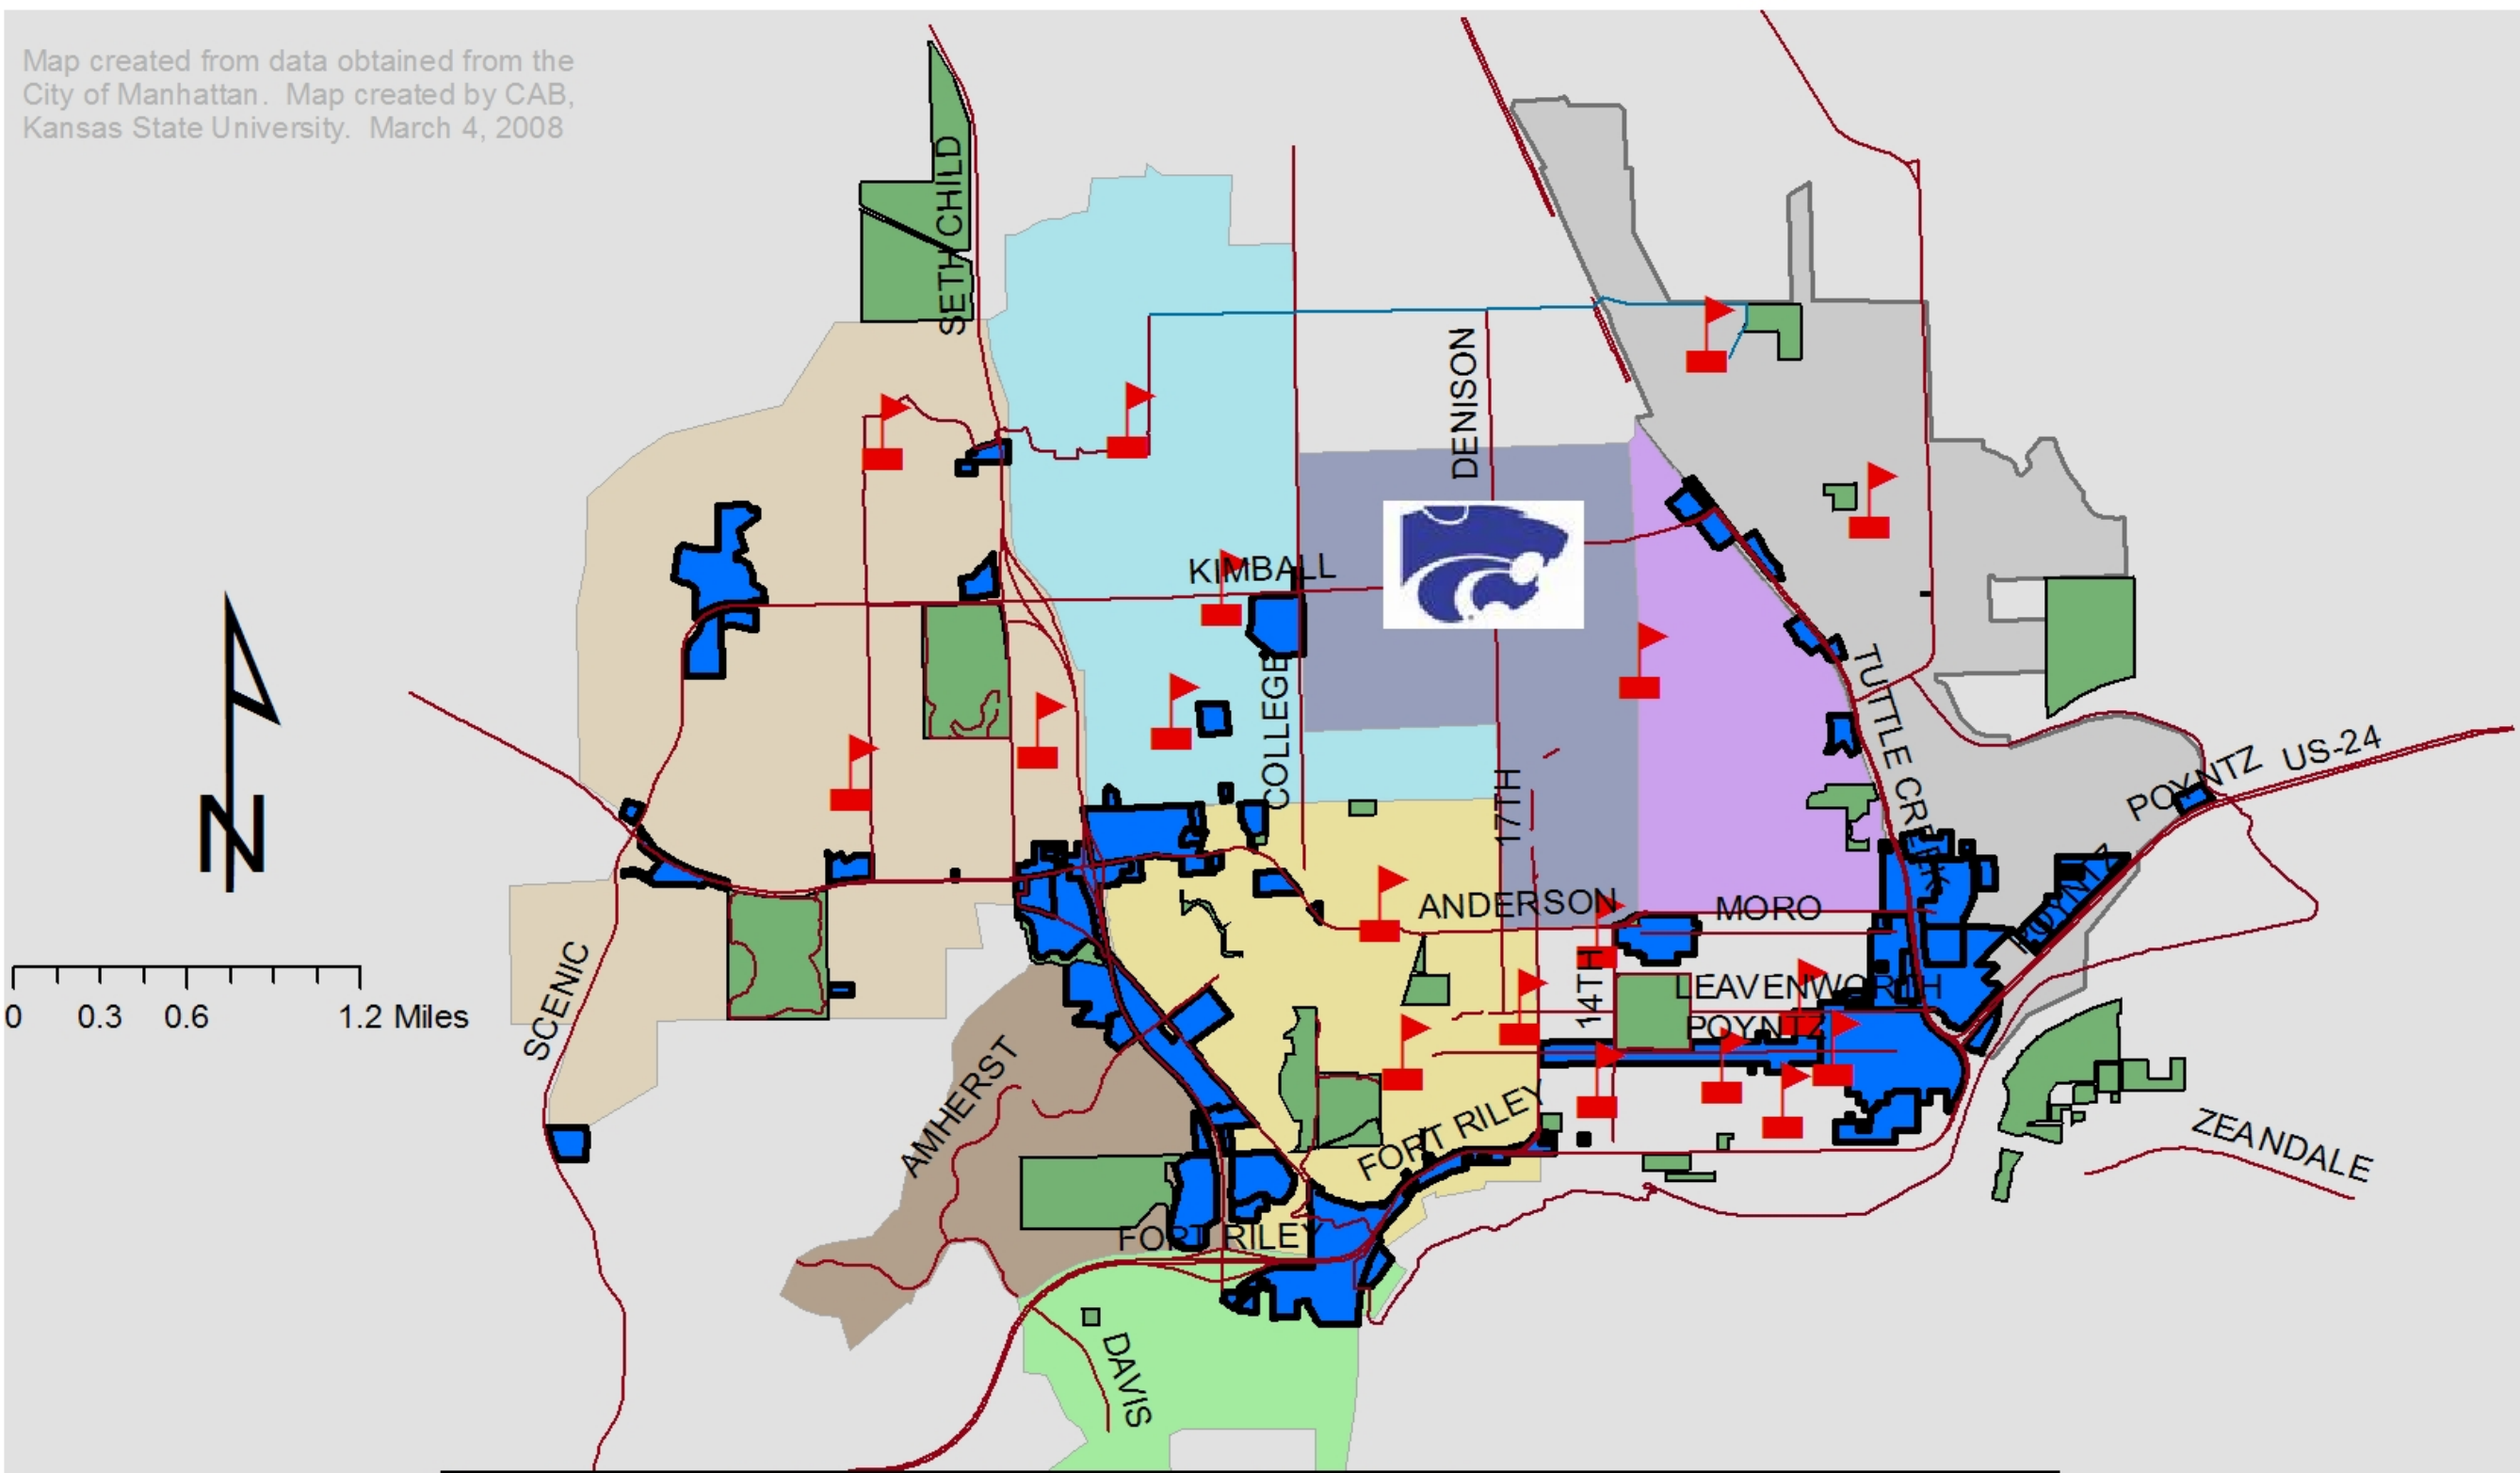 Map created from data obtained from the
City of Manhattan. Map created by CAB,
Kansas State University. March 4, 2008
SETH CHILD
DENISON
KIMBALL
COLLEGE
TUTTLE CREEK
US-24
POYNTZ
17TH
POYNTZ
ANDERSON
MORO
N
SCENIC
14TH
LEAVENWORTH
0 0.3 0.6 1.2 Miles
POYNTZ
AMHERST
FORT RILEY
ZEANDALE
FORT RILEY
DAVIS